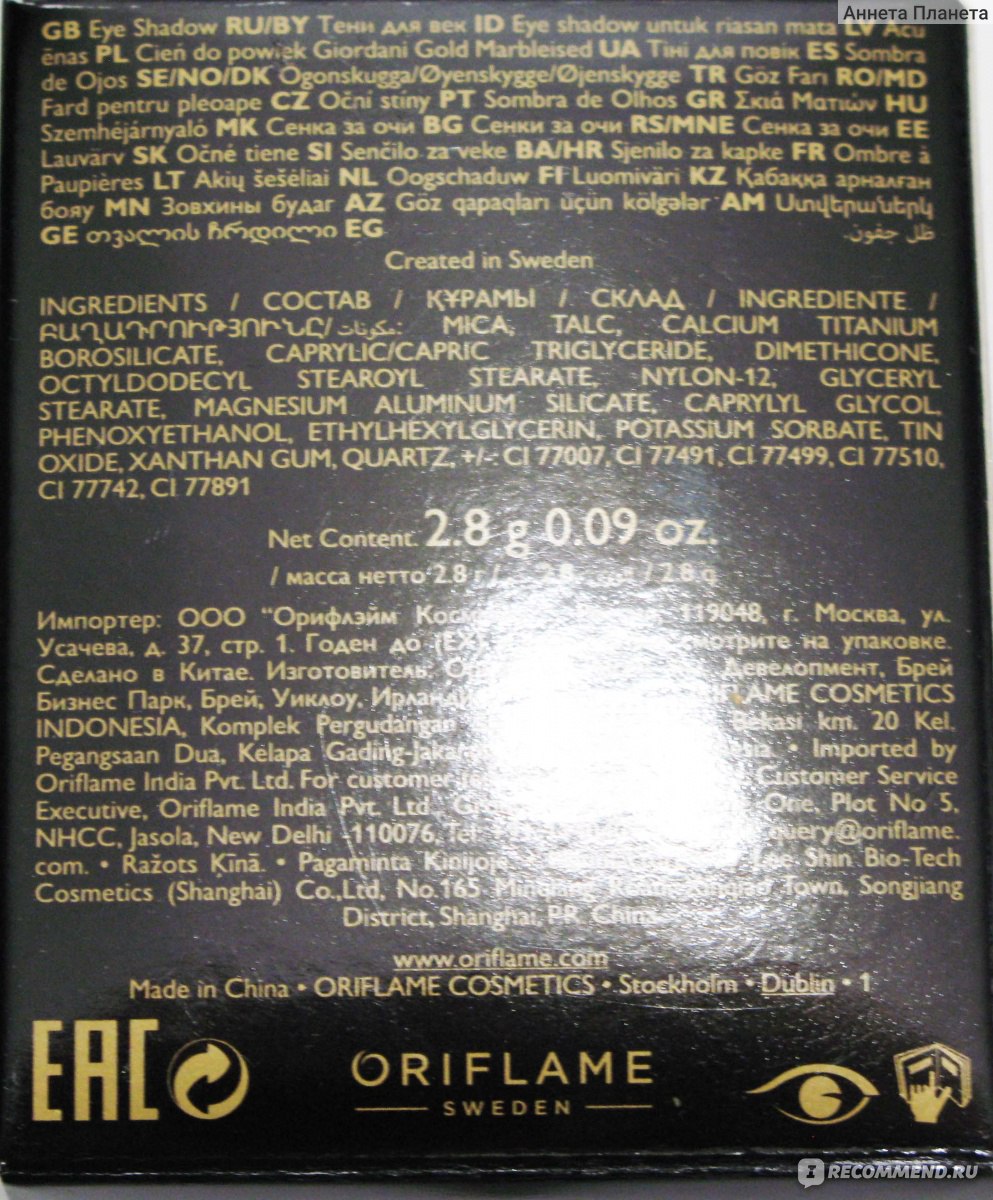 Аннета Планета
GB Eye Shadow RU/BY Тени для век ID Eye shadow untuk riasan mata LV Acu
ēnas PL Cień do powiek Giordani Gold Marbleised UA Тіні для повік ES Sombra
de Ojos SE/NO/DK Ögonskugga/Øyenskygge/Øjenskygge TR Göz Farı RO/MD
Fard pentru pleoape CZ Oční stíny PT Sombra de Olhos GR Σκιά Ματιών HU
Szemhéjárnyaló MK Сенка за очи BG Сенки за очи RS/MNE Сенка за очи EE
Lauvärv SK Očné tiene SI Senčilo za veke BA/HR Sjenilo za kapke FR Ombre à
Paupières LT Akių šešėliai NL Oogschaduw FI Luomiväri KZ Қабаққа арналған
бояу MN Зовхины будаг AZ Göz qapaqları üçün kölgələr AM Ստվերաներկ
GE თვალის ჩრდილი EG ظل جفون.
Created in Sweden
INGREDIENTS / СОСТАВ / ҚҰРАМЫ / СКЛАД / INGREDIENTE /
ԲԱՂԱԴՐՈՒԹՅՈՒՆԸ/مكونات: MICA, TALC, CALCIUM TITANIUM
BOROSILICATE, CAPRYLIC/CAPRIC TRIGLYCERIDE, DIMETHICONE,
OCTYLDODECYL STEAROYL STEARATE, NYLON-12, GLYCERYL
STEARATE, MAGNESIUM ALUMINUM SILICATE, CAPRYLYL GLYCOL,
PHENOXYETHANOL, ETHYLHEXYLGLYCERIN, POTASSIUM SORBATE, TIN
OXIDE, XANTHAN GUM, QUARTZ, +/- CI 77007, CI 77491, CI 77499, CI 77510,
CI 77742, CI 77891
Net Content: 2.8 g 0.09 oz.
/ масса нетто 2.8 г / 2.8 / 2.8 գ
Импортер: ООО "Орифлэйм 119048, г. Москва, ул.
Усачева, д. 37, стр. 1. Годен до (EX) смотрите на упаковке.
Сделано в Китае. Изготовитель: Девелопмент, Брей
Бизнес Парк, Брей, Уиклоу, COSMETICS
INDONESIA, Komplek Pergudangan Bekasi km. 20 Kel.
Pegangsaan Dua, Kelapa Gading-Jakarta • Imported by
Oriflame India Pvt. Ltd. For customer Customer Service
Executive, Oriflame India Pvt. Ltd. One, Plot No 5,
NHCC, Jasola, New Delhi -110076, Tel query@oriflame.
com. • Ražots Ķīnā. • Pagaminta Kinijoje. Shin Bio-Tech
Cosmetics (Shanghai) Co.,Ltd, No.165 Town, Songjiang
District, Shanghai, P.R. China
www.oriflame.com
Made in China • ORIFLAME COSMETICS • Stockholm • Dublin • 1
EAC
ORIFLAME
SWEDEN
IRECOMMEND.RU